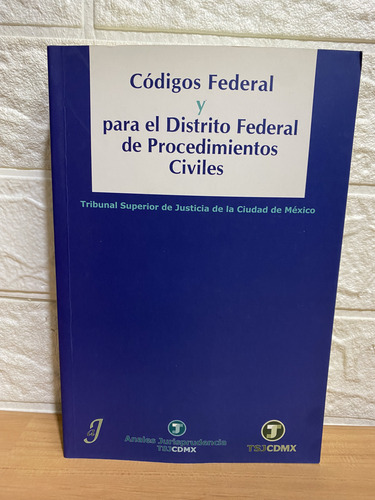 Códigos Federal
y
para el Distrito Federal
de Procedimientos
Civiles
Tribunal Superior de Justicia de la Ciudad de México
Anales Jurisprudencia
TSJCDMX
TSJCDMX